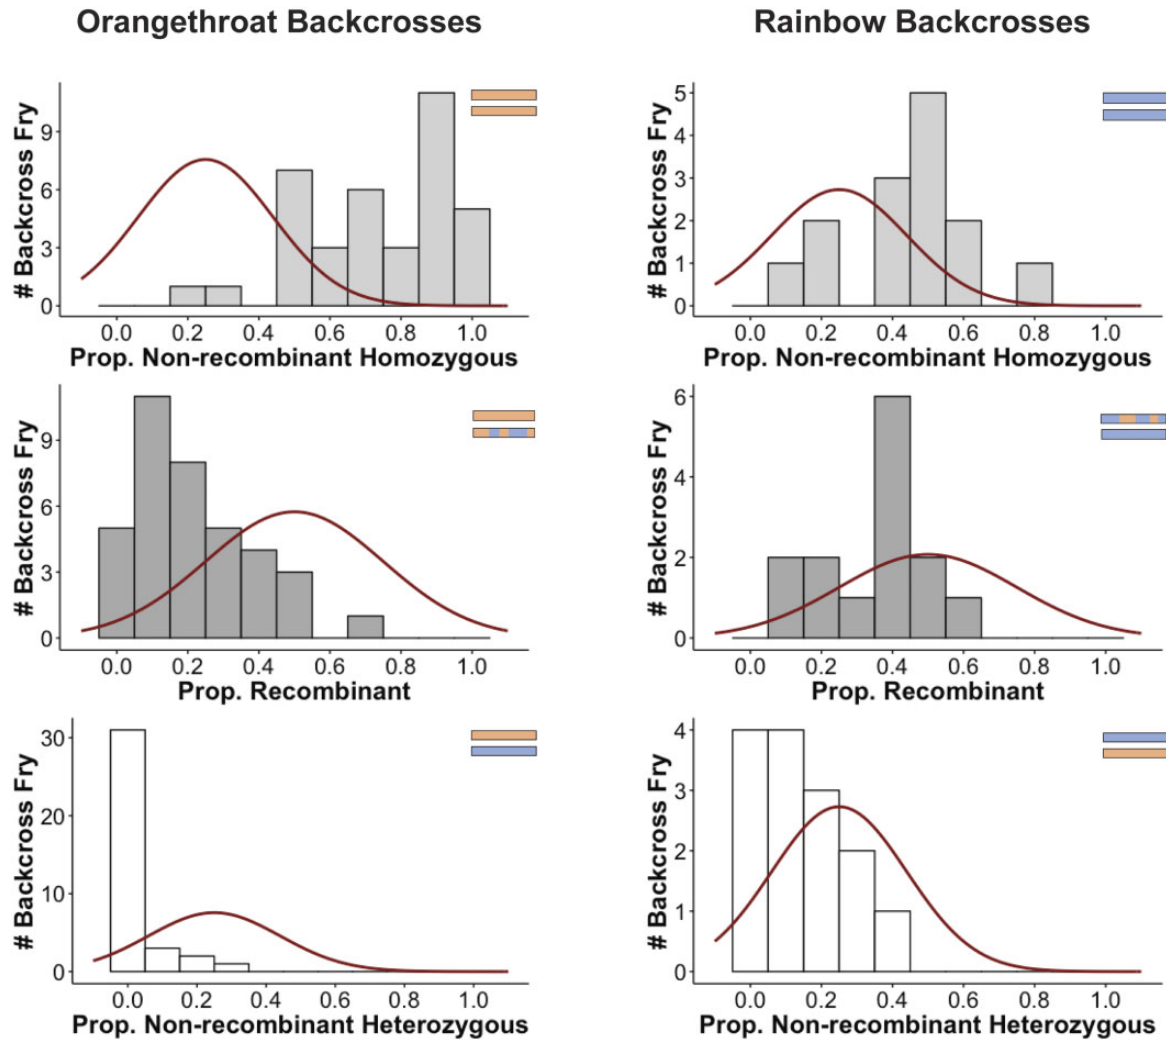 Orangethroat Backcrosses
Rainbow Backcrosses
# Backcross Fry
9
6
3
0
0.0 0.2 0.4 0.6 0.8 1.0
Prop. Non-recombinant Homozygous
# Backcross Fry
5
4
3
2
1
0
0.0 0.2 0.4 0.6 0.8 1.0
Prop. Non-recombinant Homozygous
# Backcross Fry
9
6
3
0
0.0 0.2 0.4 0.6 0.8 1.0
Prop. Recombinant
# Backcross Fry
6
4
2
0
0.0 0.2 0.4 0.6 0.8 1.0
Prop. Recombinant
# Backcross Fry
30
20
10
0
0.0 0.2 0.4 0.6 0.8 1.0
Prop. Non-recombinant Heterozygous
# Backcross Fry
4
3
2
1
0
0.0 0.2 0.4 0.6 0.8 1.0
Prop. Non-recombinant Heterozygous